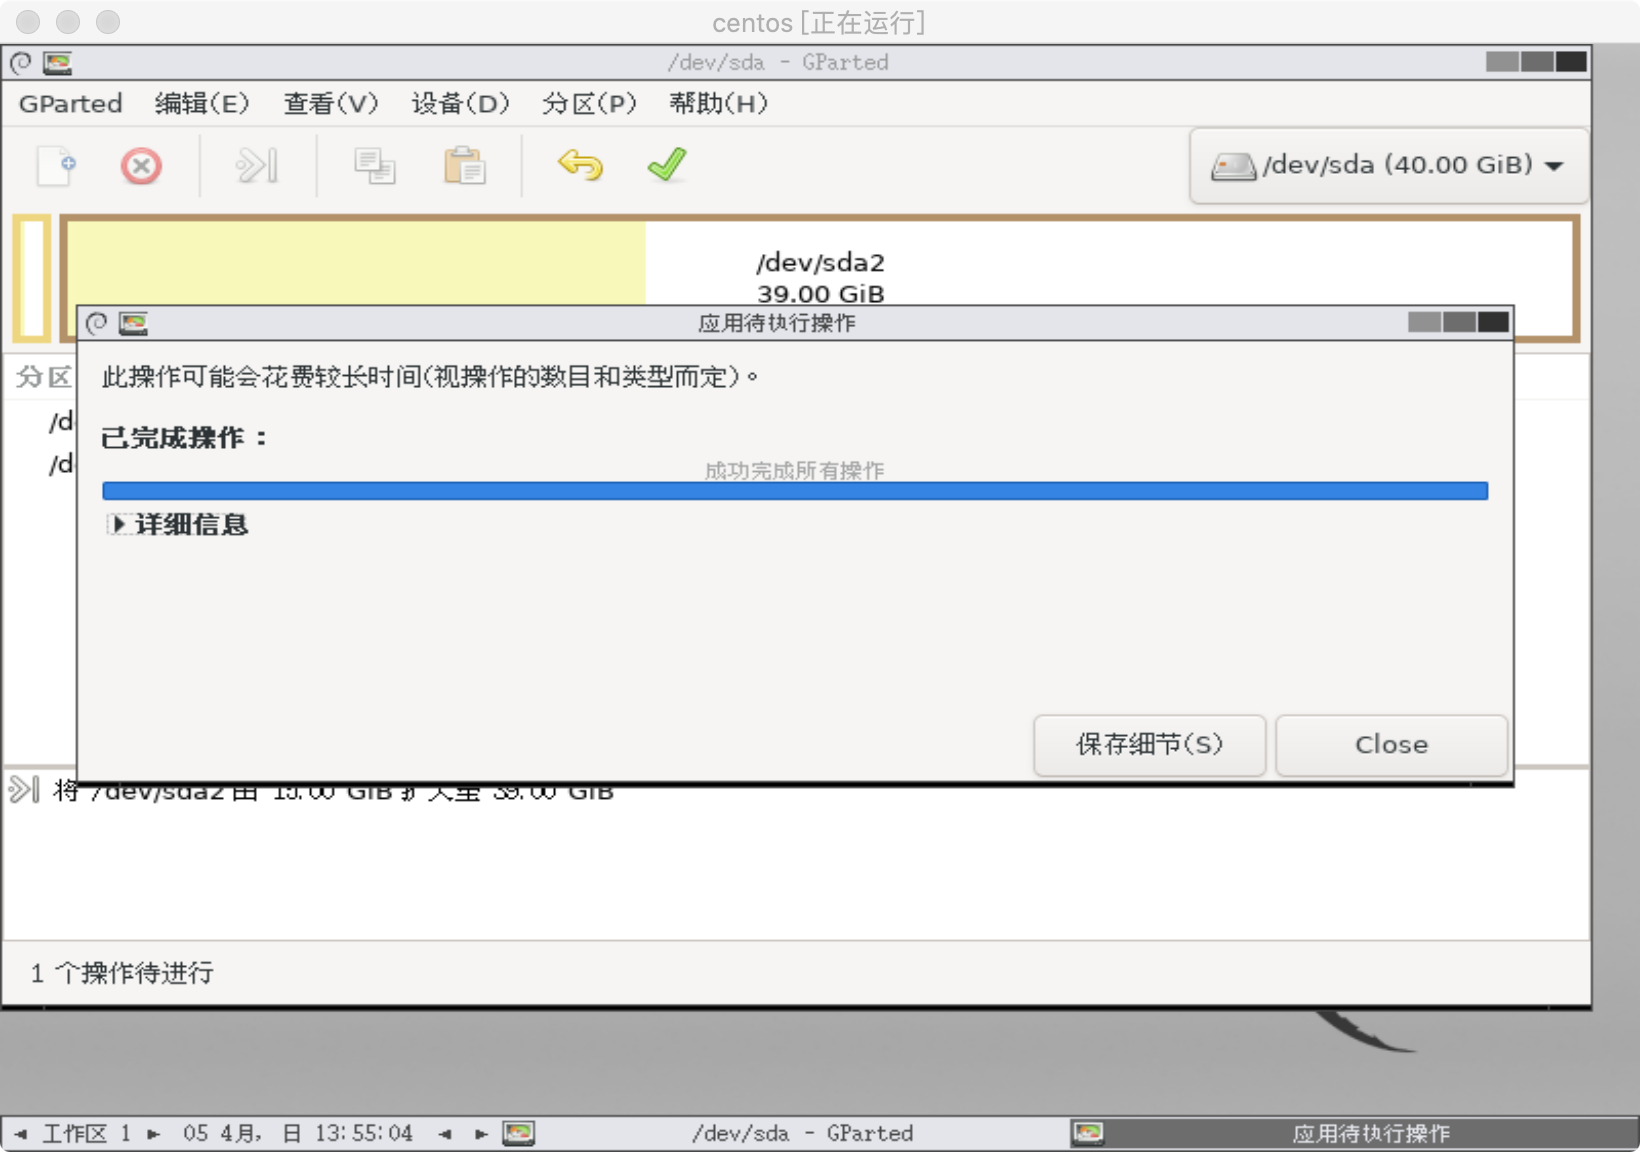 centos [正在运行]
/dev/sda - GParted
GParted 编辑(E) 查看(V) 设备(D) 分区(P) 帮助(H)
/dev/sda (40.00 GiB)
/dev/sda2
39.00 GiB
应用待执行操作
分区
此操作可能会花费较长时间(视操作的数目和类型而定)。
/d
已完成操作：
/d
成功完成所有操作
详细信息
保存细节(S) Close
将 /dev/sda2 由 19.00 GiB 扩大至 39.00 GiB
1 个操作待进行
工作区 1 05 4月, 日 13:55:04 /dev/sda - GParted 应用待执行操作